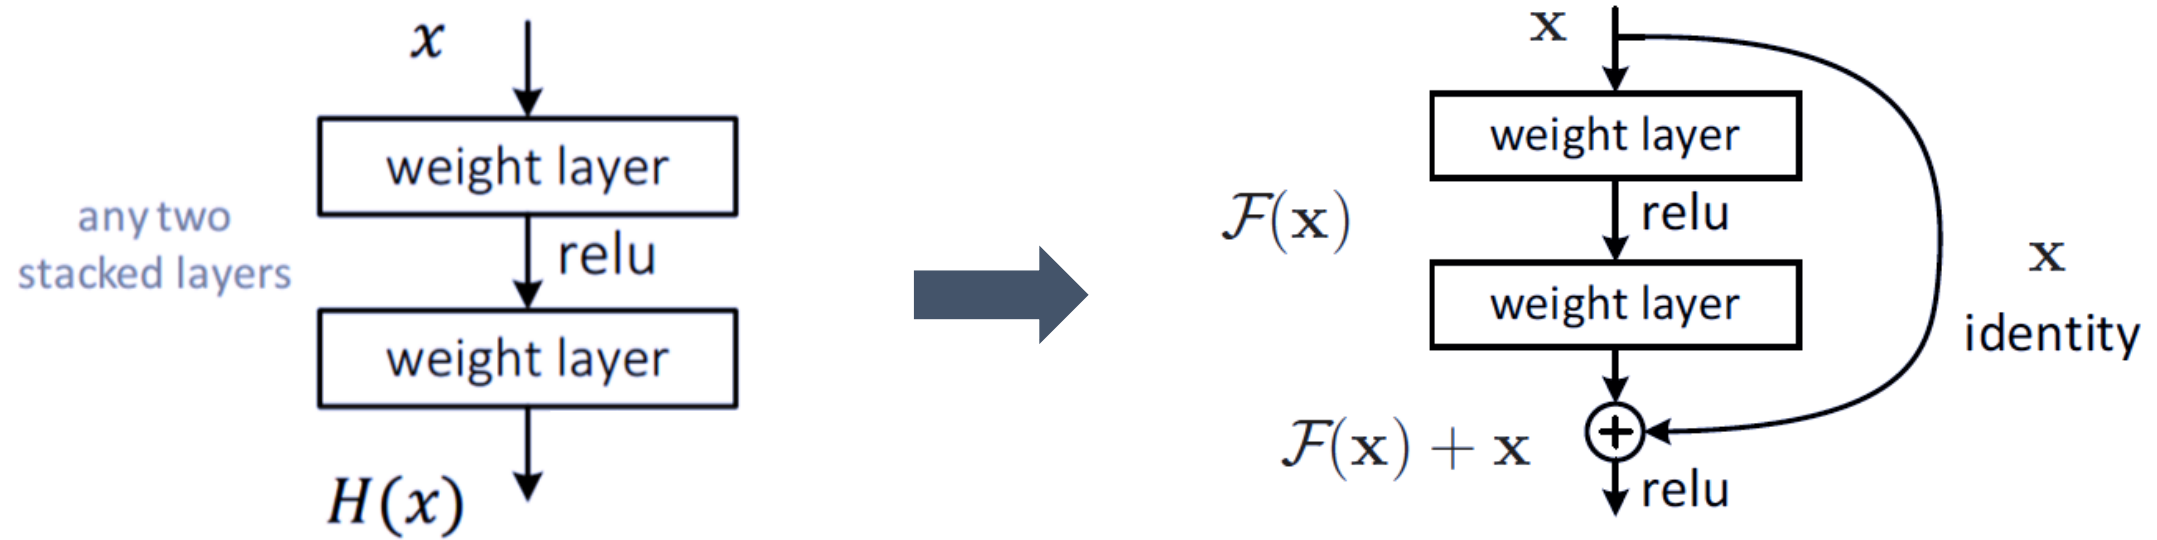 x
weight layer
any two
stacked layers
relu
weight layer
H(x)
x
weight layer
F(x)
relu
weight layer
x
identity
F(x) + x
+
relu